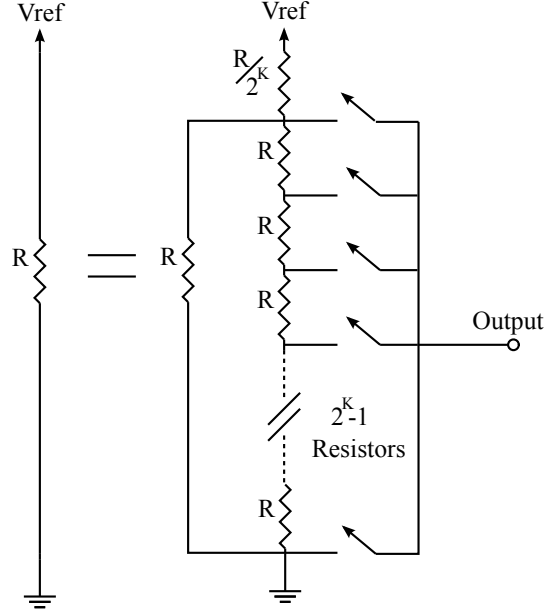 Vref
Vref
R/2^K
R
R
R
R
R
Output
2^K-1
Resistors
R